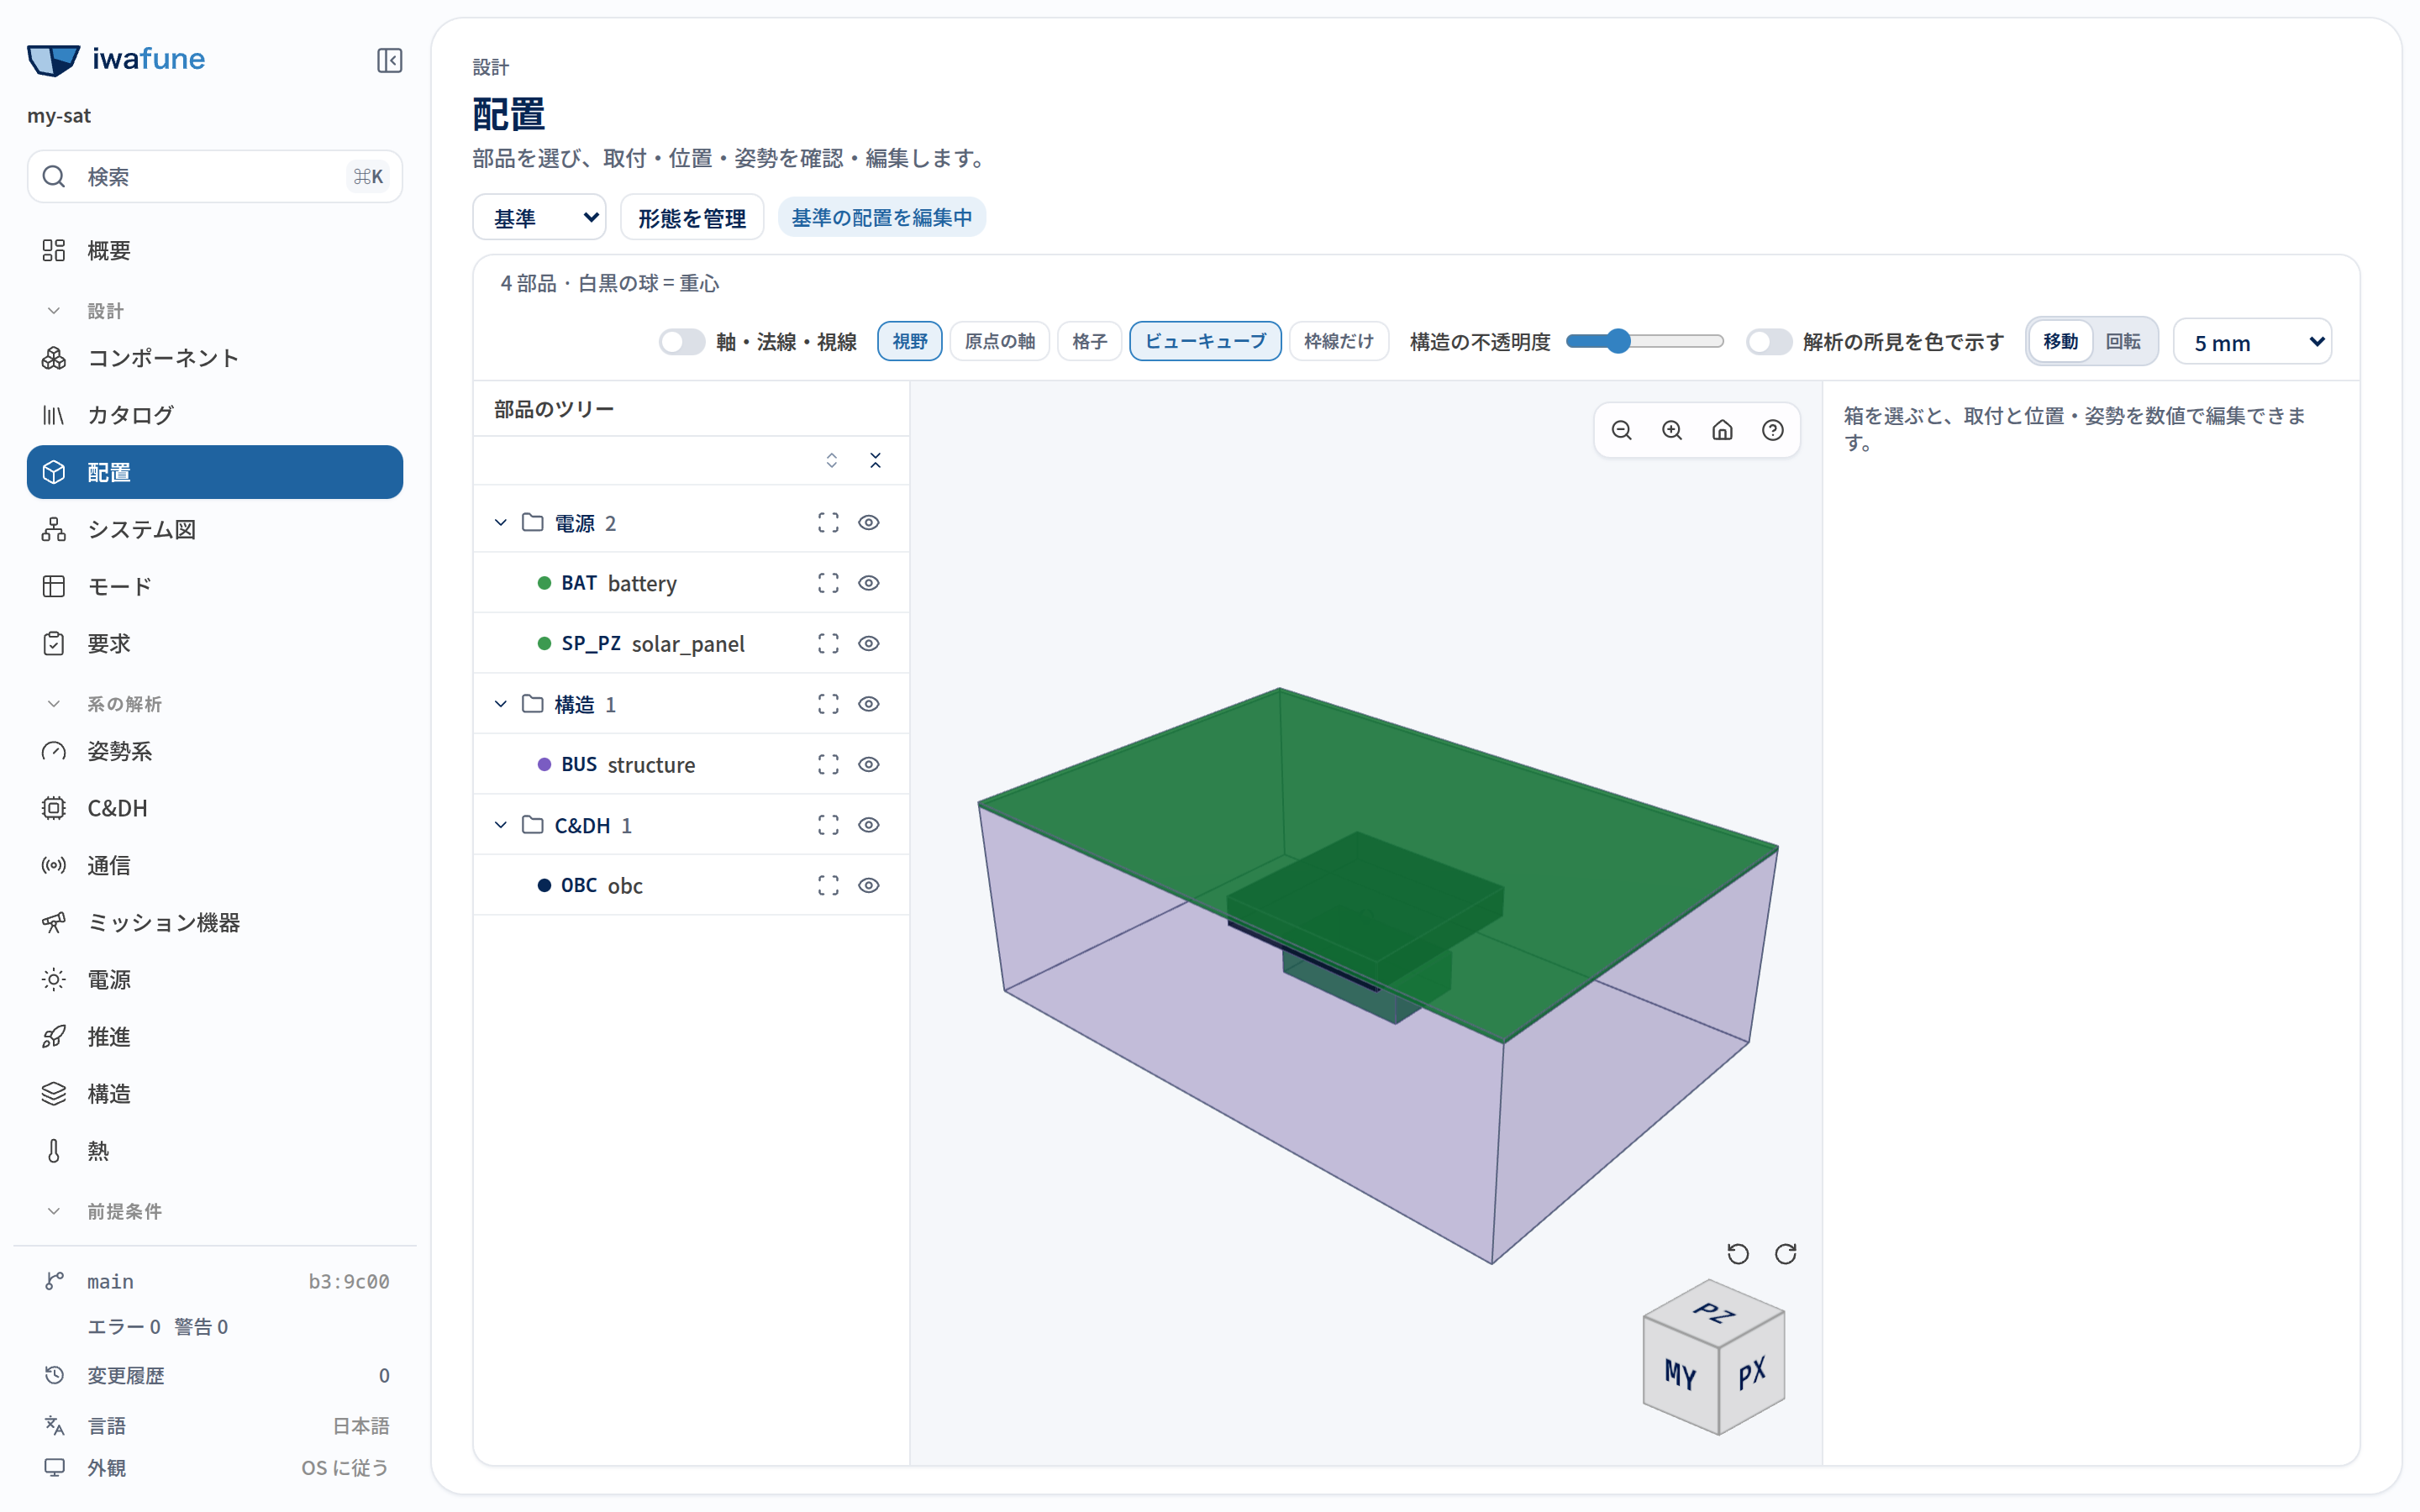 iwafune
my-sat
検索 ⌘K
概要
設計
コンポーネント
カタログ
配置
システム図
モード
要求
系の解析
姿勢系
C&DH
通信
ミッション機器
電源
推進
構造
熱
前提条件
main b3:9c00
エラー 0 警告 0
変更履歴 0
言語 日本語
外観 OS に従う
設計
配置
部品を選び、取付・位置・姿勢を確認・編集します。
基準 形態を管理 基準の配置を編集中
4 部品 · 白黒の球 = 重心
軸・法線・視線 視野 原点の軸 格子 ビューキューブ 枠線だけ 構造の不透明度 解析の所見を色で示す 移動 回転 5 mm
部品のツリー
電源 2
BAT battery
SP_PZ solar_panel
構造 1
BUS structure
C&DH 1
OBC obc
PZ
MY PX
箱を選ぶと、取付と位置・姿勢を数値で編集できま
す。